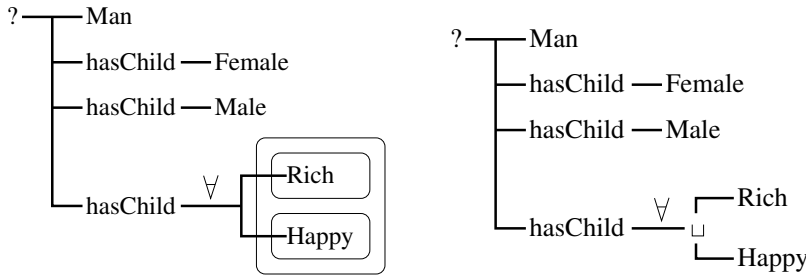 ? Man
hasChild Female
hasChild Male
hasChild ∀ Rich
Happy
? Man
hasChild Female
hasChild Male
hasChild ∀ ⊔ Rich
Happy